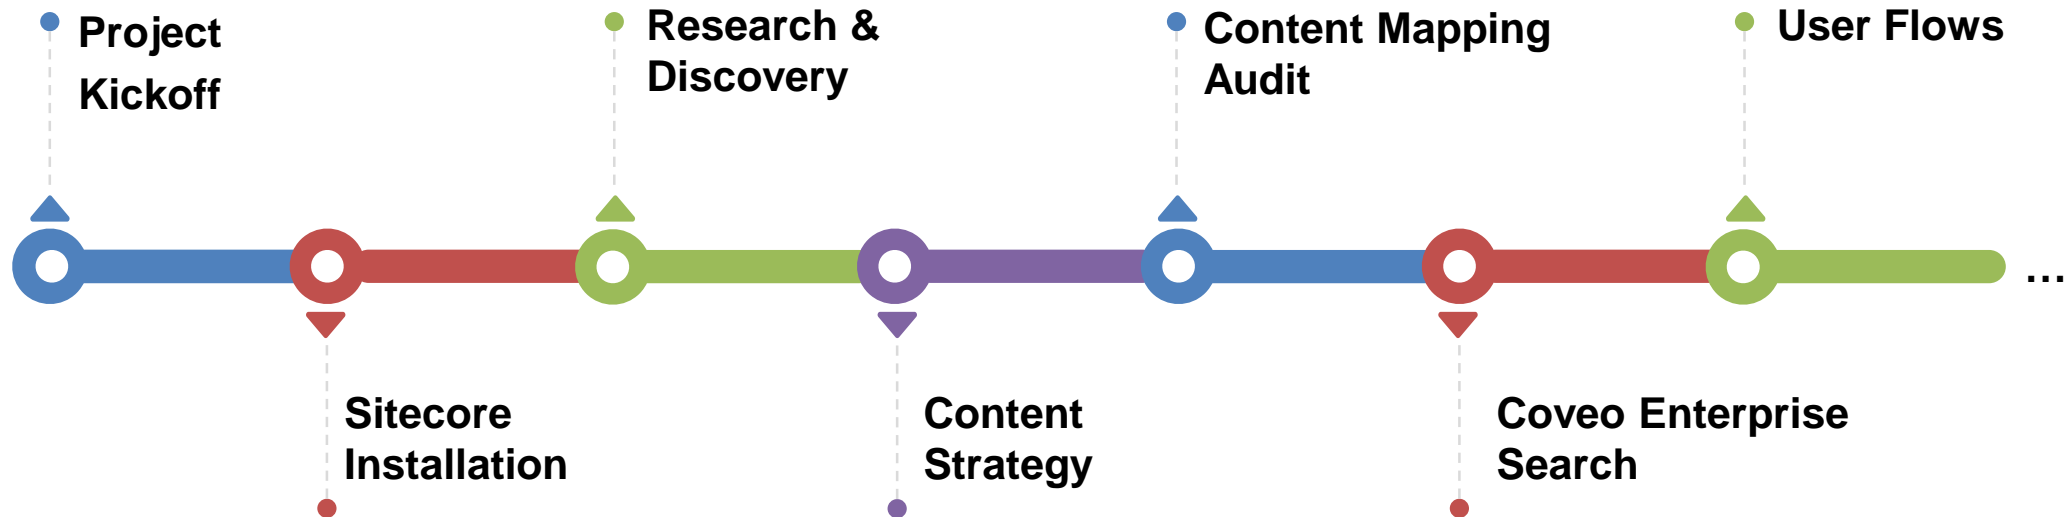 Project
Kickoff
Research &
Discovery
Content Mapping
Audit
User Flows
...
Sitecore
Installation
Content
Strategy
Coveo Enterprise
Search